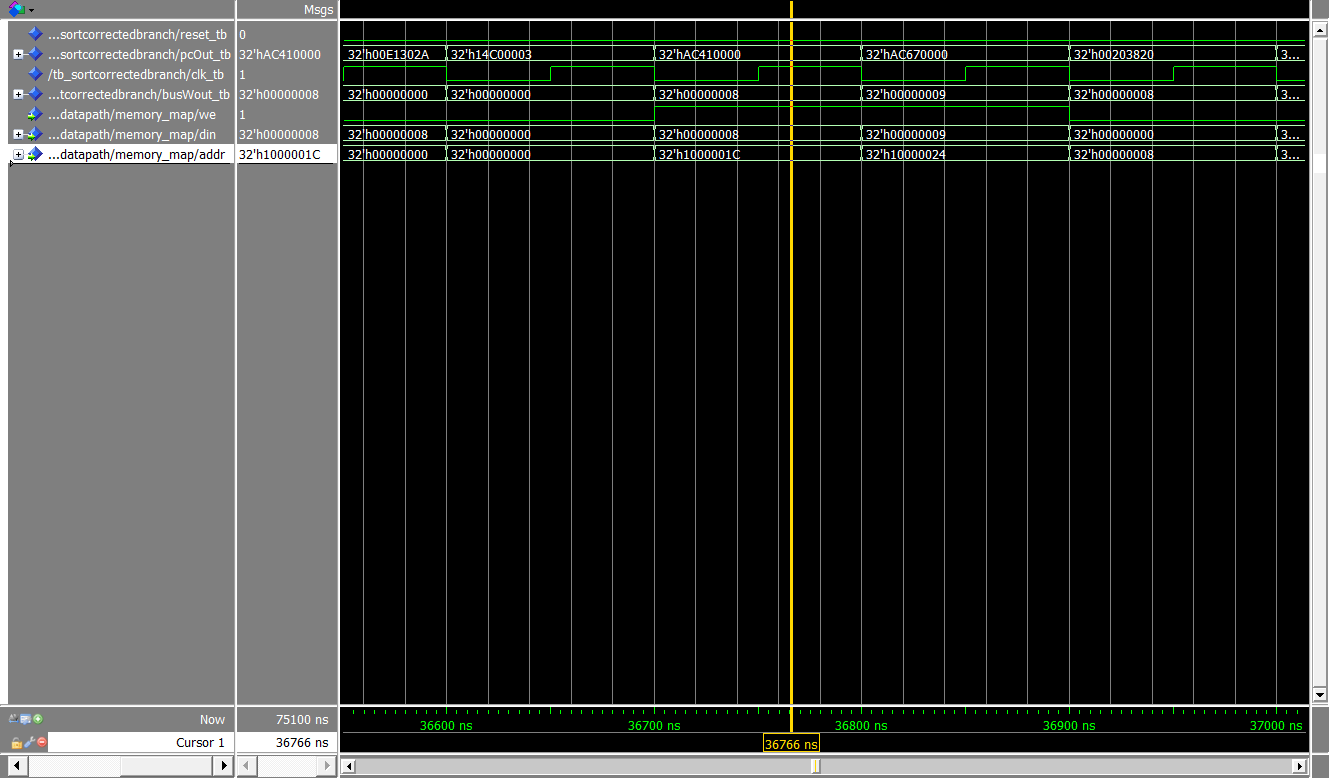 Msgs
...sortcorrectedbranch/reset_tb 0
...sortcorrectedbranch/pcOut_tb 32'hAC410000 32'h00E1302A 32'h14C00003 32'hAC410000 32'hAC670000 32'h00203820 3...
/tb_sortcorrectedbranch/clk_tb 1
...tcorrectedbranch/busWout_tb 32'h00000008 32'h00000000 32'h00000000 32'h00000008 32'h00000009 32'h00000008 3...
...datapath/memory_map/we 1
...datapath/memory_map/din 32'h00000008 32'h00000008 32'h00000000 32'h00000008 32'h00000009 32'h00000000 3...
...datapath/memory_map/addr 32'h1000001C 32'h00000000 32'h00000000 32'h1000001C 32'h10000024 32'h00000008 3...
Now 75100 ns 36600 ns 36700 ns 36800 ns 36900 ns 37000 ns
Cursor 1 36766 ns 36766 ns